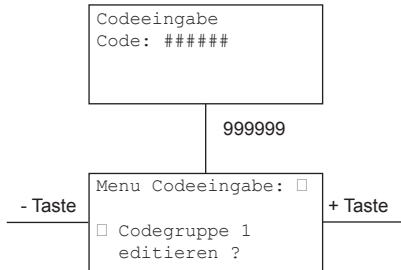 Codeeingabe
Code: ######
999999
Menu Codeeingabe: □
- Taste
+ Taste
□ Codegruppe 1
editieren ?